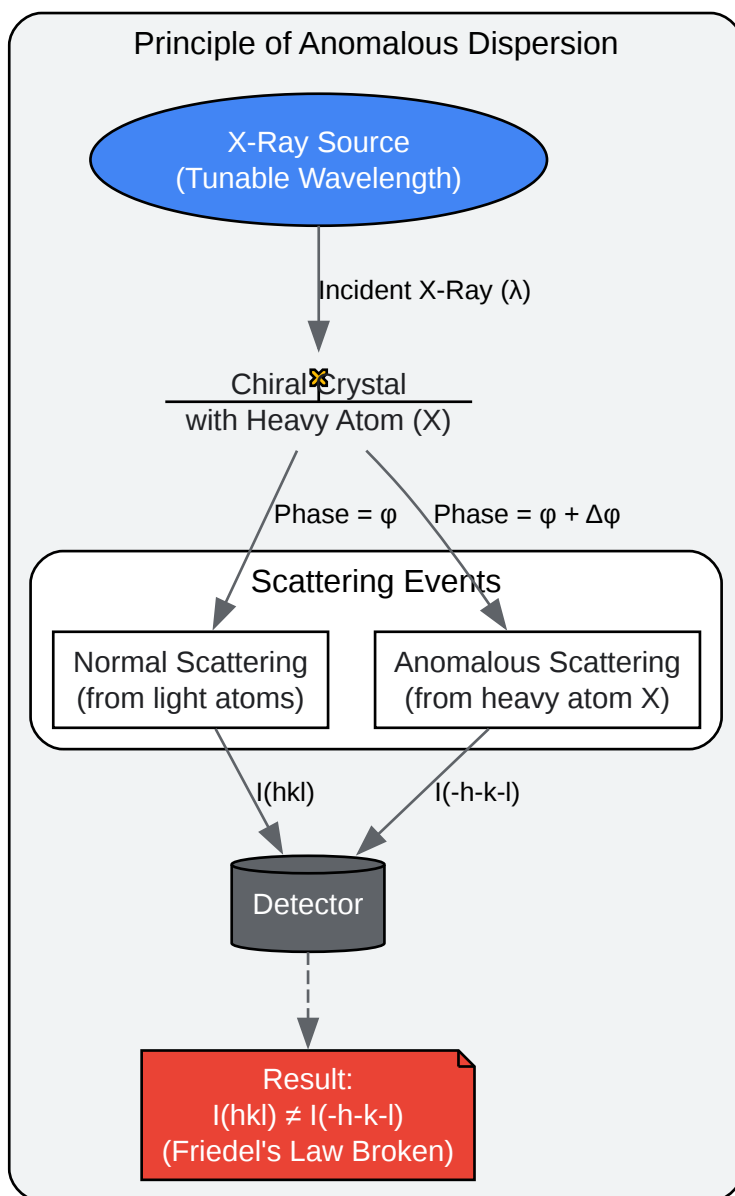 Principle of Anomalous Dispersion
X-Ray Source
(Tunable Wavelength)
Incident X-Ray (λ)
Chiral Crystal
with Heavy Atom (X)
Phase = φ
Phase = φ + Δφ
Scattering Events
Normal Scattering
(from light atoms)
Anomalous Scattering
(from heavy atom X)
I(hkl)
I(-h-k-l)
Detector
Result:
I(hkl) ≠ I(-h-k-l)
(Friedel's Law Broken)